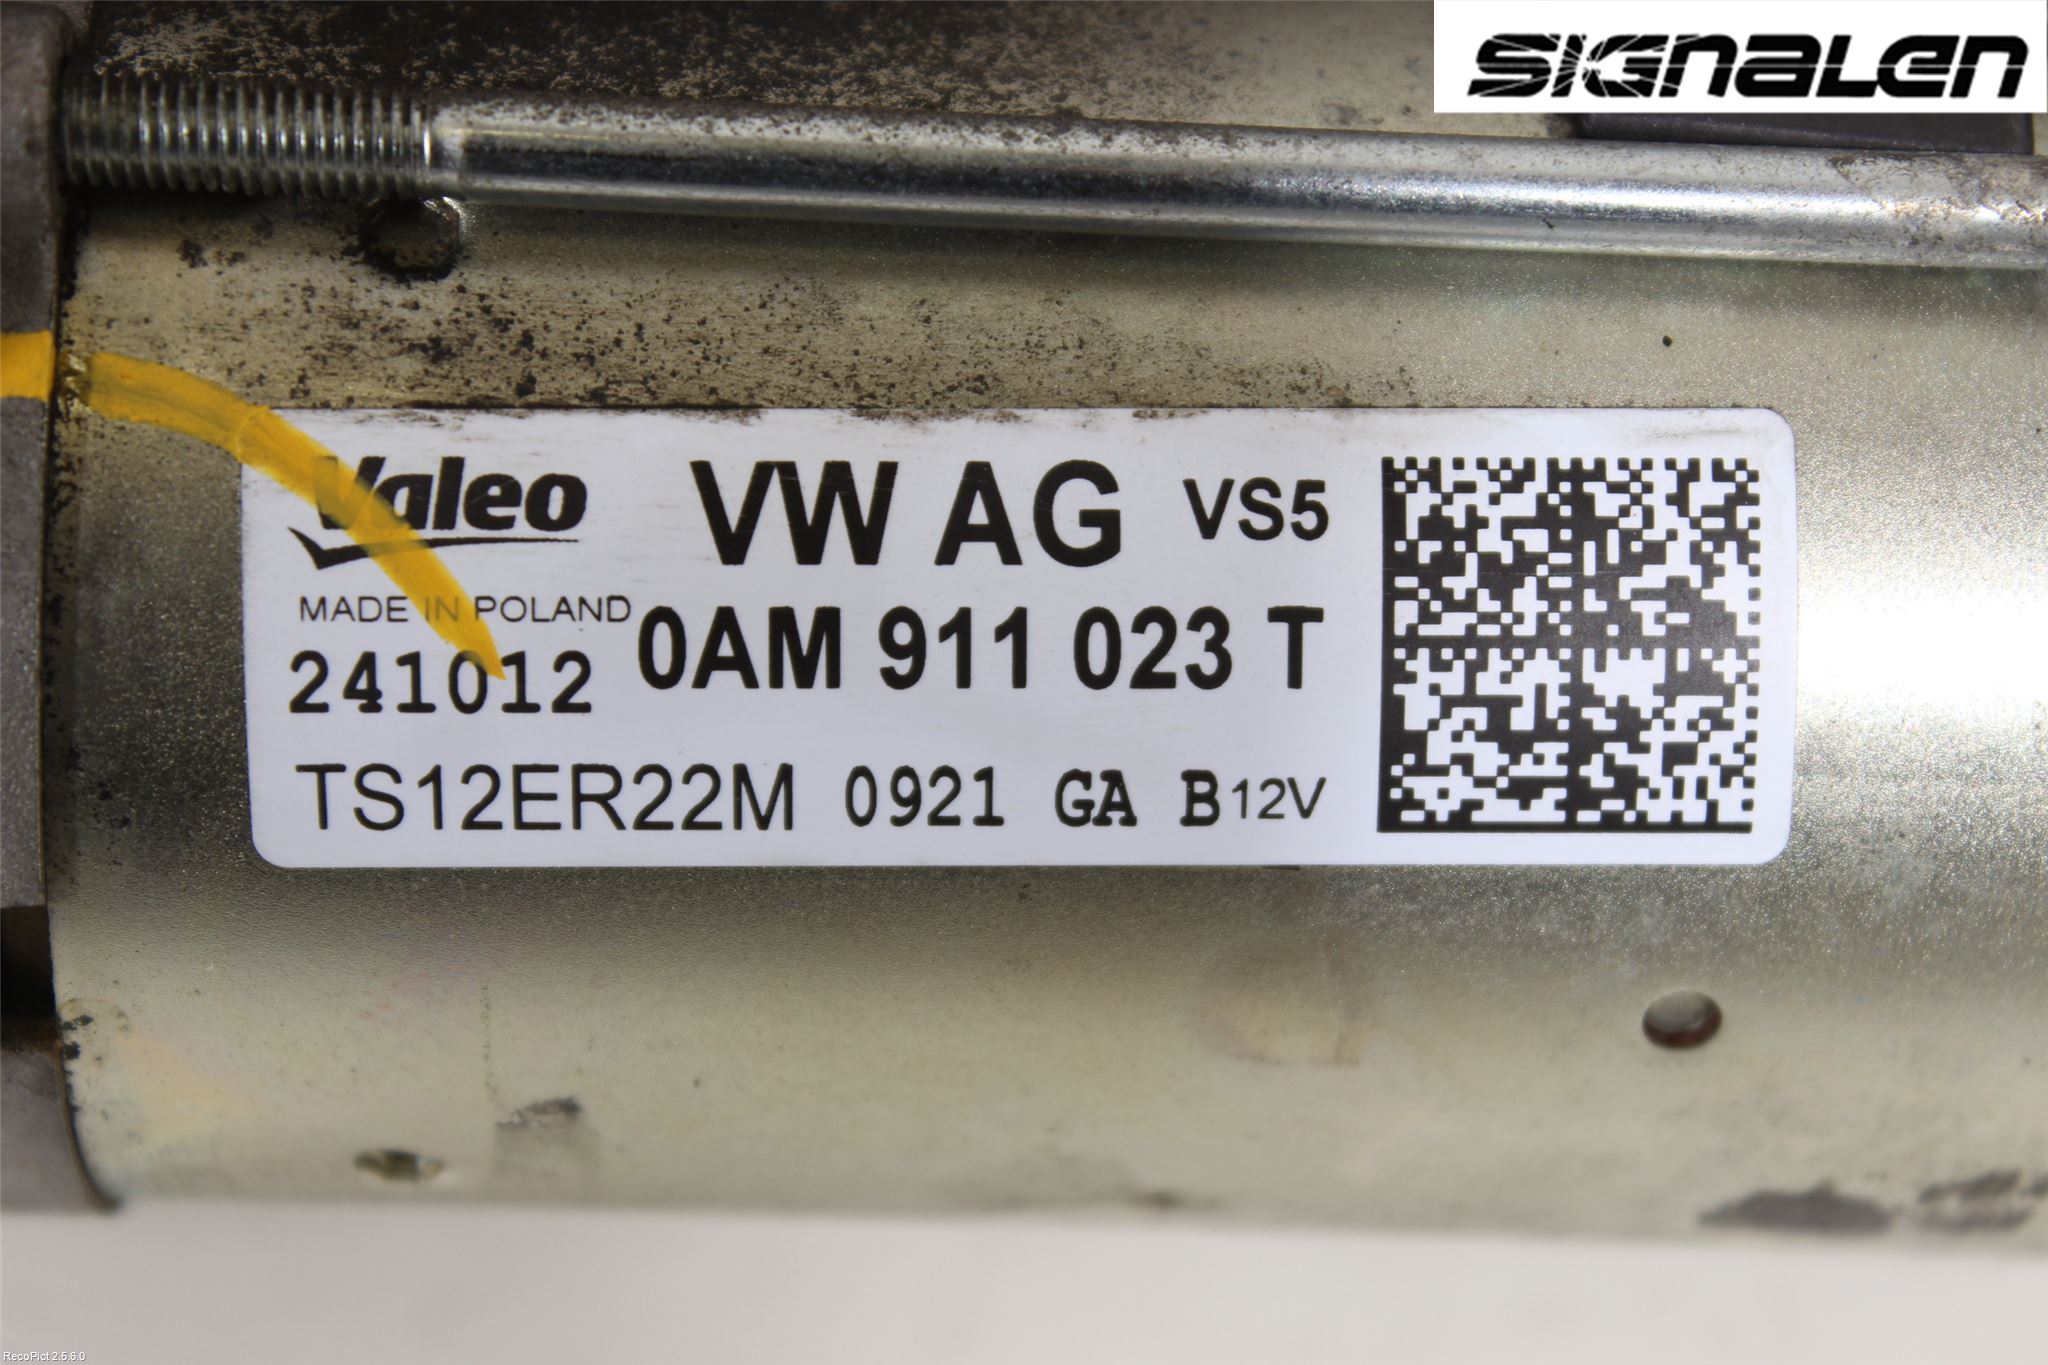 SIGNALEN
Valeo VW AG VS5
MADE IN POLAND
241012 0AM 911 023 T
TS12ER22M 0921 GA B 12V
RecoPict 2.5.6.0